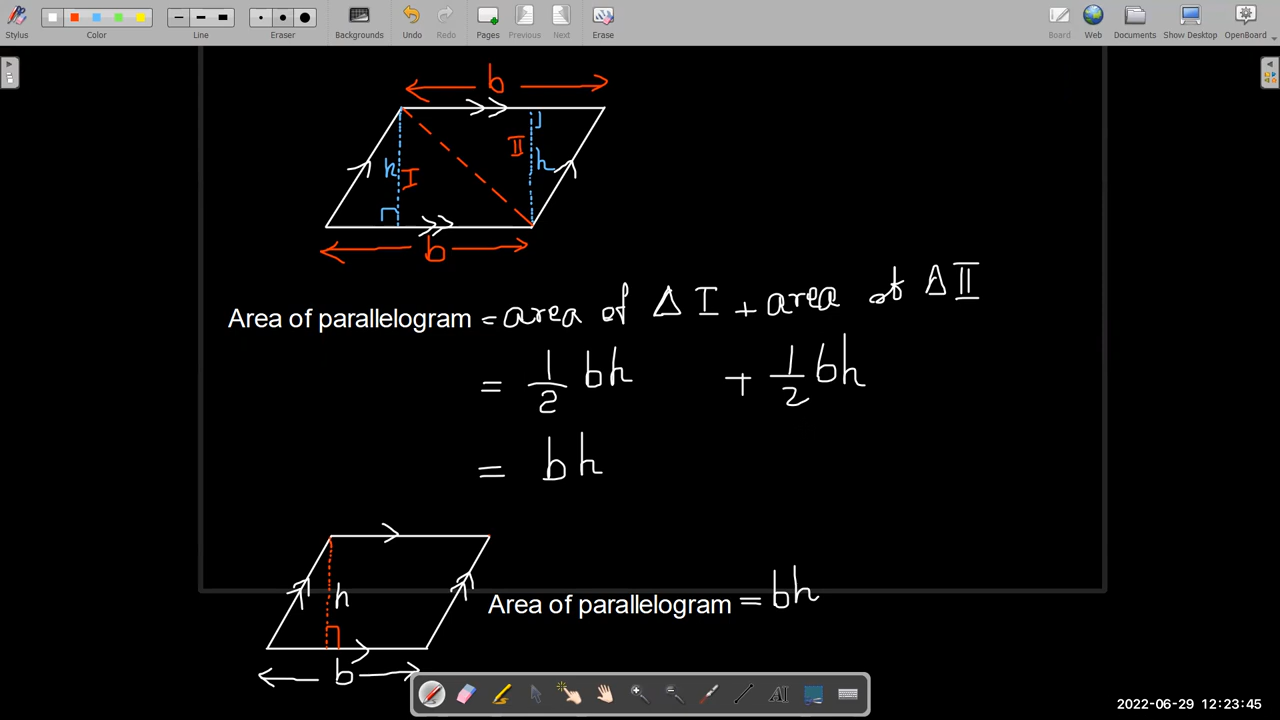 Stylus Color Line Eraser Backgrounds Undo Redo Pages Previous Next Erase Board Web Documents Show Desktop OpenBoard
b
h I II h
b
Area of parallelogram = area of Δ I + area of Δ II
= 1/2 bh + 1/2 bh
= bh
h
Area of parallelogram = bh
b
2022-06-29 12:23:45